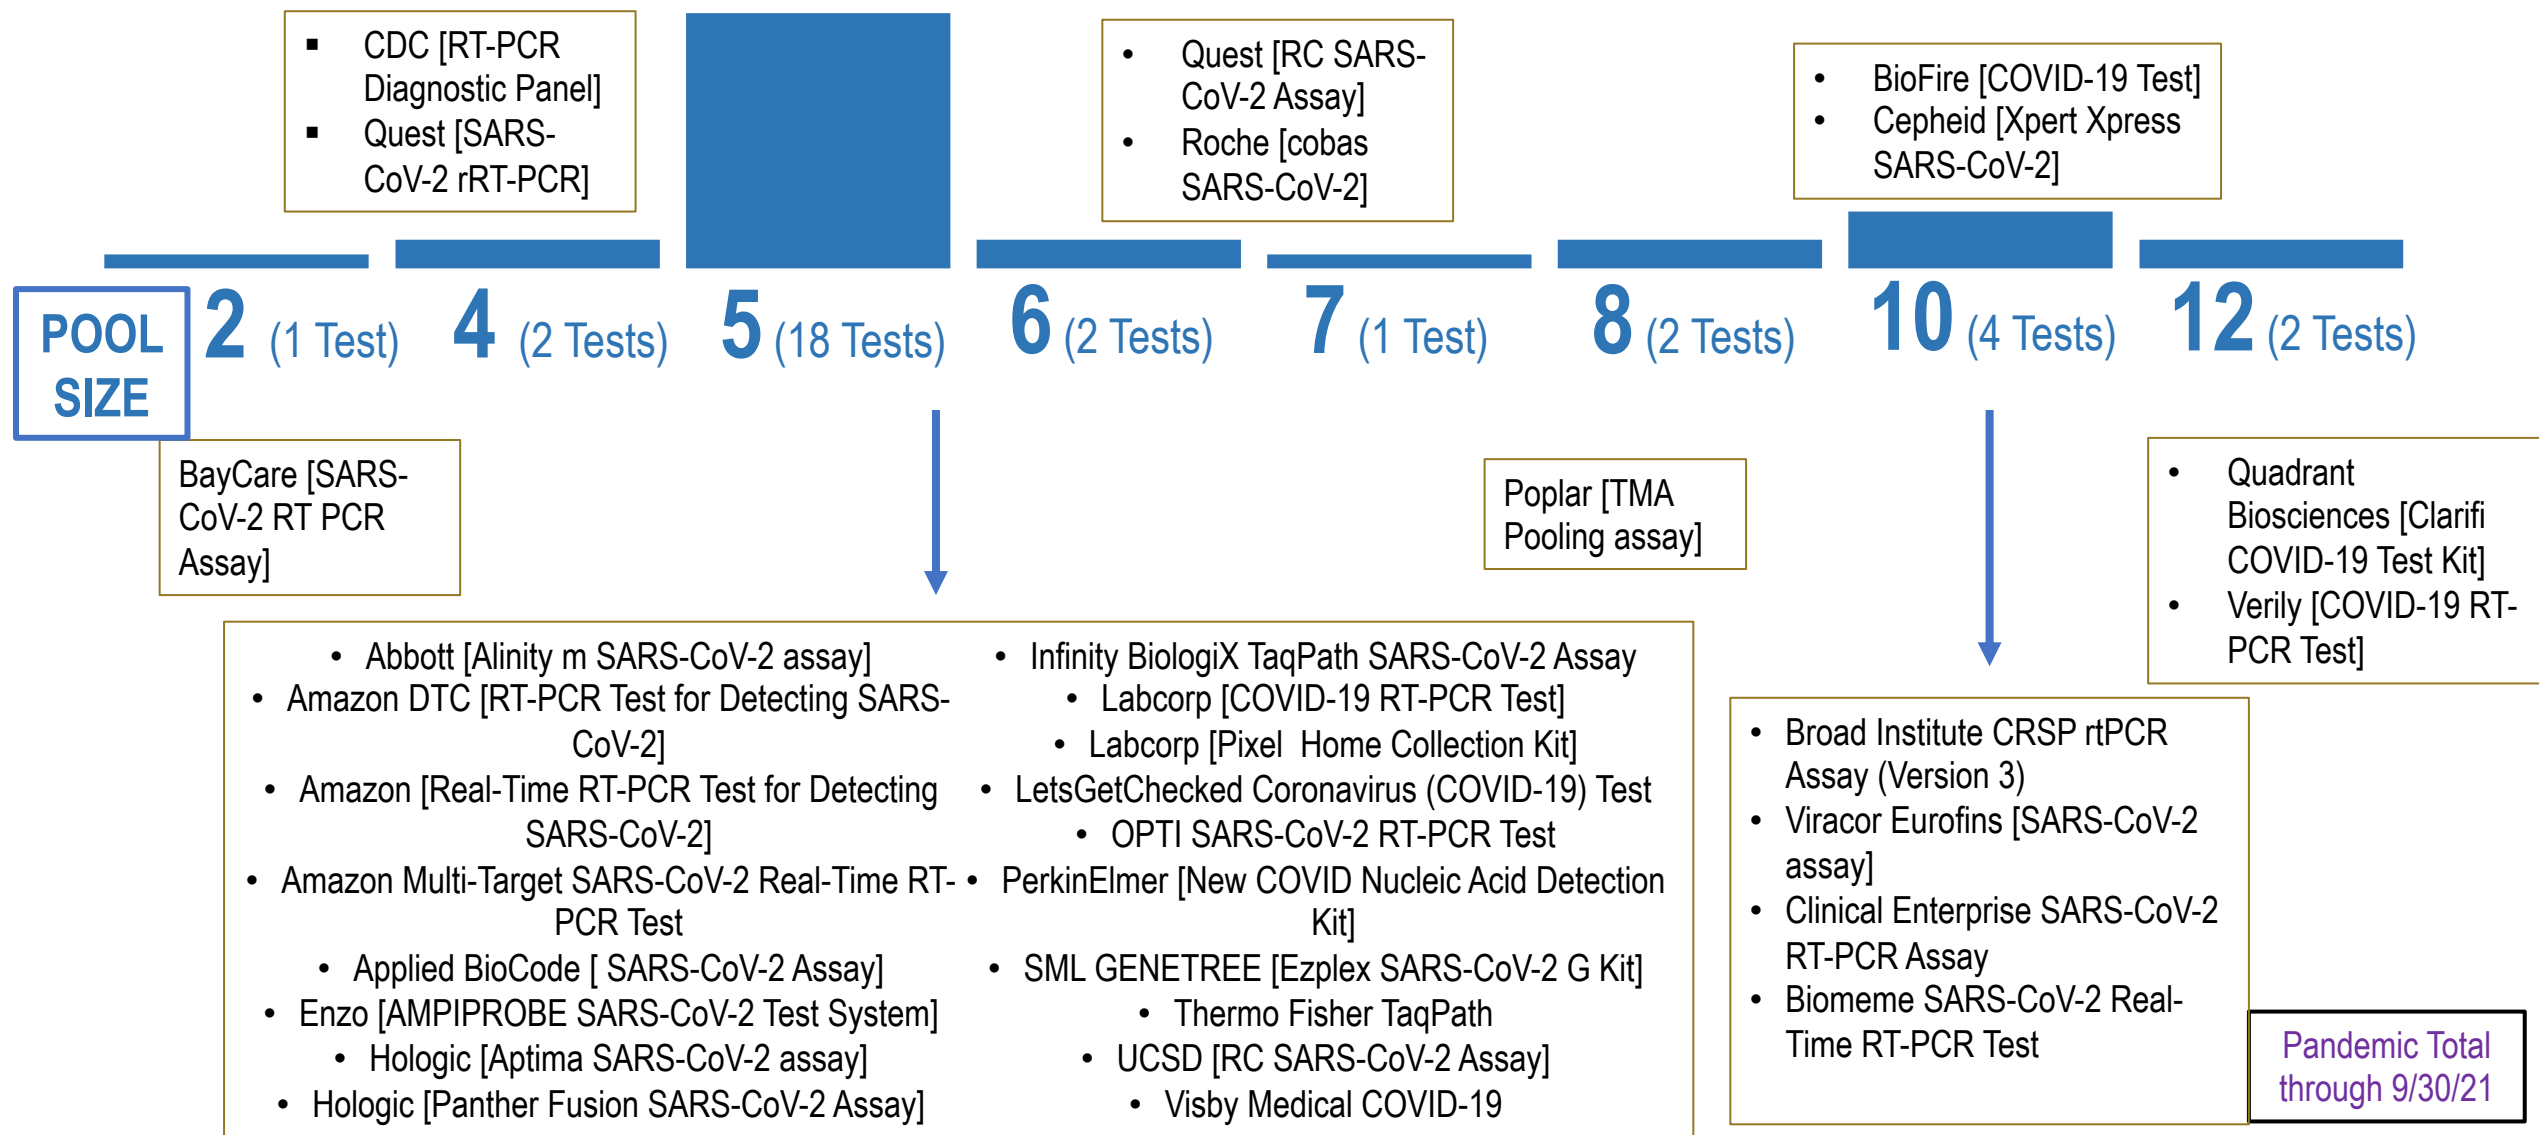 ▪ CDC [RT-PCR
Diagnostic Panel]
▪ Quest [SARS-
CoV-2 rRT-PCR]
• Quest [RC SARS-
CoV-2 Assay]
• Roche [cobas
SARS-CoV-2]
• BioFire [COVID-19 Test]
• Cepheid [Xpert Xpress
SARS-CoV-2]
POOL
SIZE
2 (1 Test)
4 (2 Tests)
5 (18 Tests)
6 (2 Tests)
7 (1 Test)
8 (2 Tests)
10 (4 Tests)
12 (2 Tests)
BayCare [SARS-
CoV-2 RT PCR
Assay]
Poplar [TMA
Pooling assay]
• Quadrant
Biosciences [Clarifi
COVID-19 Test Kit]
• Verily [COVID-19 RT-
PCR Test]
• Abbott [Alinity m SARS-CoV-2 assay]
• Amazon DTC [RT-PCR Test for Detecting SARS-
CoV-2]
• Amazon [Real-Time RT-PCR Test for Detecting
SARS-CoV-2]
• Amazon Multi-Target SARS-CoV-2 Real-Time RT-
PCR Test
• Applied BioCode [ SARS-CoV-2 Assay]
• Enzo [AMPIPROBE SARS-CoV-2 Test System]
• Hologic [Aptima SARS-CoV-2 assay]
• Hologic [Panther Fusion SARS-CoV-2 Assay]
• Infinity BiologiX TaqPath SARS-CoV-2 Assay
• Labcorp [COVID-19 RT-PCR Test]
• Labcorp [Pixel  Home Collection Kit]
• LetsGetChecked Coronavirus (COVID-19) Test
• OPTI SARS-CoV-2 RT-PCR Test
• PerkinElmer [New COVID Nucleic Acid Detection
Kit]
• SML GENETREE [Ezplex SARS-CoV-2 G Kit]
• Thermo Fisher TaqPath
• UCSD [RC SARS-CoV-2 Assay]
• Visby Medical COVID-19
• Broad Institute CRSP rtPCR
Assay (Version 3)
• Viracor Eurofins [SARS-CoV-2
assay]
• Clinical Enterprise SARS-CoV-2
RT-PCR Assay
• Biomeme SARS-CoV-2 Real-
Time RT-PCR Test
Pandemic Total
through 9/30/21